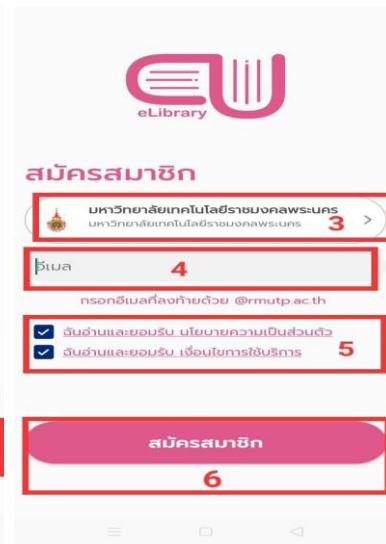 eLibrary
สมัครสมาชิก
มหาวิทยาลัยเทคโนโลยีราชมงคลพระนคร
มหาวิทยาลัยเทคโนโลยีราชมงคลพระนคร
3
อีเมล
4
กรอกอีเมลที่ลงท้ายด้วย @rmutp.ac.th
ฉันอ่านและยอมรับ นโยบายความเป็นส่วนตัว
ฉันอ่านและยอมรับ เงื่อนไขการใช้บริการ
5
สมัครสมาชิก
6